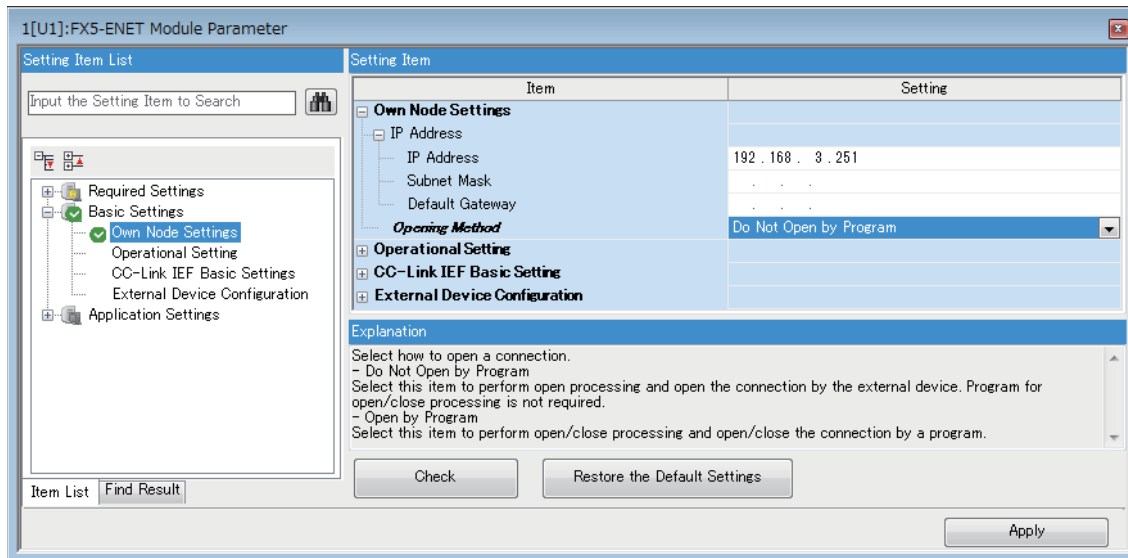 1[U1]:FX5-ENET Module Parameter
Setting Item List
Input the Setting Item to Search
Required Settings
Basic Settings
Own Node Settings
Operational Setting
CC-Link IEF Basic Settings
External Device Configuration
Application Settings
Item List Find Result
Setting Item
Item Setting
Own Node Settings
IP Address
IP Address 192 . 168 . 3 . 251
Subnet Mask . . .
Default Gateway . . .
Opening Method Do Not Open by Program
Operational Setting
CC-Link IEF Basic Setting
External Device Configuration
Explanation
Select how to open a connection.
- Do Not Open by Program
Select this item to perform open processing and open the connection by the external device. Program for
open/close processing is not required.
- Open by Program
Select this item to perform open/close processing and open/close the connection by a program.
Check Restore the Default Settings
Apply